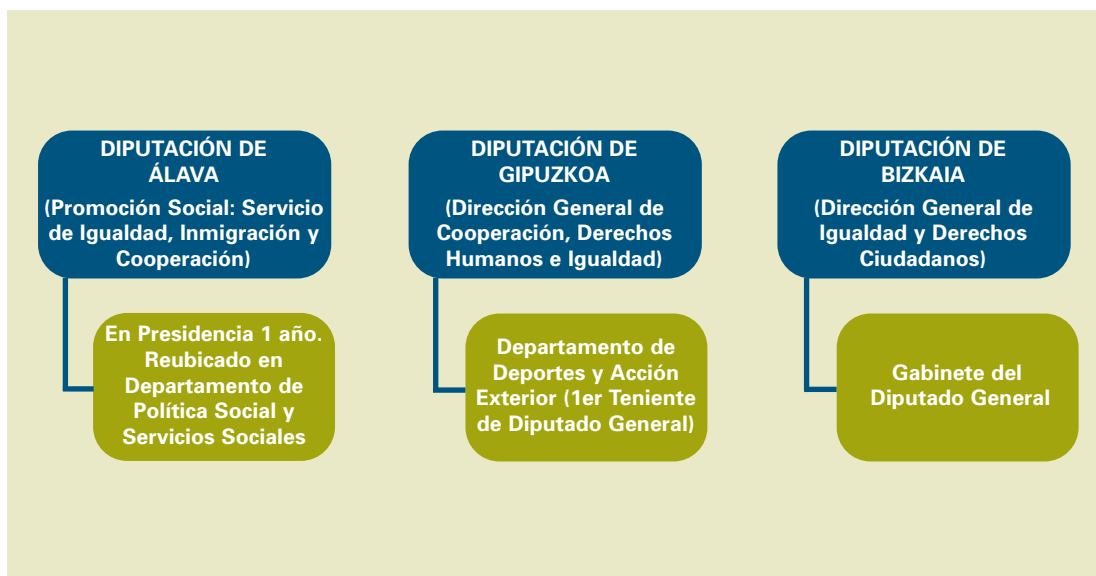 DIPUTACIÓN DE
ÁLAVA
(Promoción Social: Servicio
de Igualdad, Inmigración y
Cooperación)
En Presidencia 1 año.
Reubicado en
Departamento de
Política Social y
Servicios Sociales
DIPUTACIÓN DE
GIPUZKOA
(Dirección General de
Cooperación, Derechos
Humanos e Igualdad)
Departamento de
Deportes y Acción
Exterior (1er Teniente
de Diputado General)
DIPUTACIÓN DE
BIZKAIA
(Dirección General de
Igualdad y Derechos
Ciudadanos)
Gabinete del
Diputado General